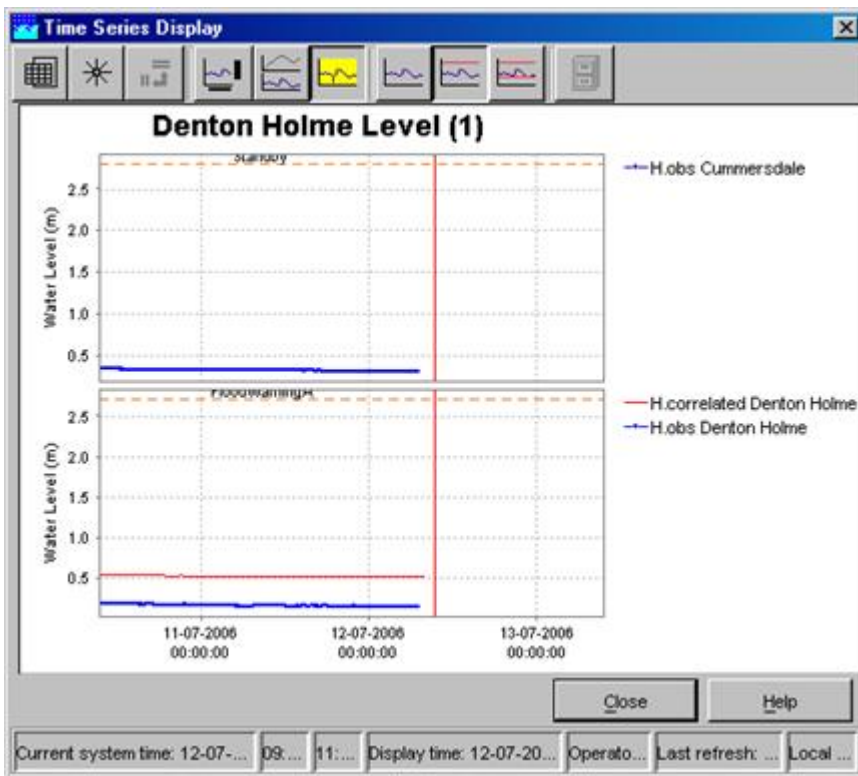 Time Series Display
Denton Holme Level (1)
Standby
Water Level (m)
2.5
2.0
1.5
1.0
0.5
H.obs Cummersdale
FloodWarningA
Water Level (m)
2.5
2.0
1.5
1.0
0.5
H.correlated Denton Holme
H.obs Denton Holme
11-07-2006 12-07-2006 13-07-2006
00:00:00 00:00:00 00:00:00
Close Help
Current system time: 12-07-... 09:... 11:... Display time: 12-07-20... Operato... Last refresh: ... Local ...